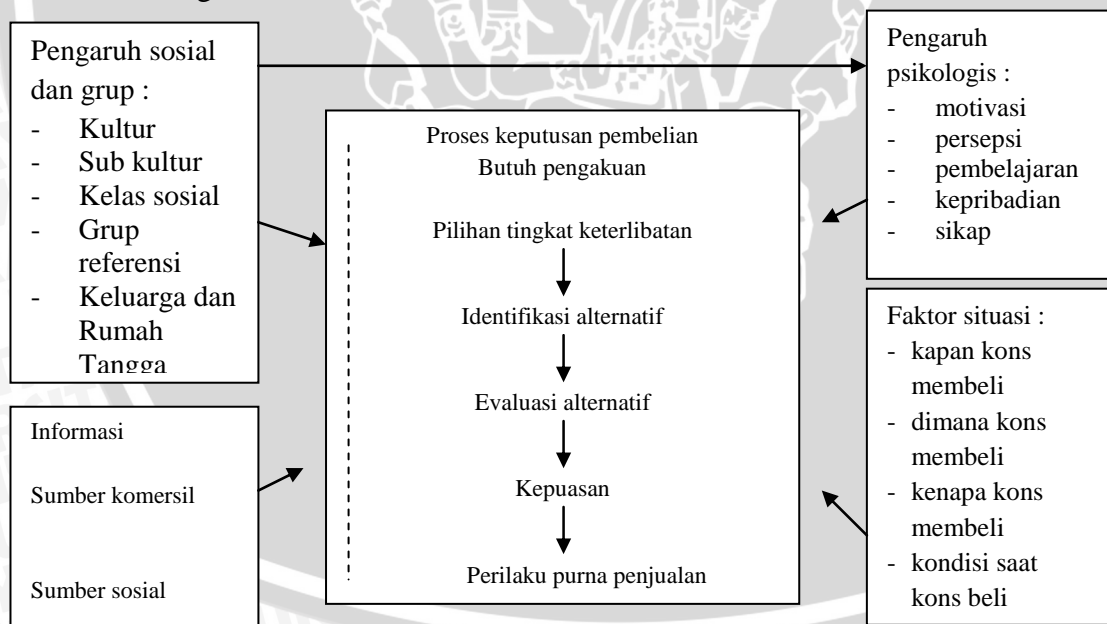 Pengaruh sosial
dan grup :
- Kultur
- Sub kultur
- Kelas sosial
- Grup
referensi
- Keluarga dan
Rumah
Tangga
Informasi
Sumber komersil
Sumber sosial
Proses keputusan pembelian
Butuh pengakuan
Pilihan tingkat keterlibatan
Identifikasi alternatif
Evaluasi alternatif
Kepuasan
Perilaku purna penjualan
Pengaruh
psikologis :
- motivasi
- persepsi
- pembelajaran
- kepribadian
- sikap
Faktor situasi :
- kapan kons
membeli
- dimana kons
membeli
- kenapa kons
membeli
- kondisi saat
kons beli